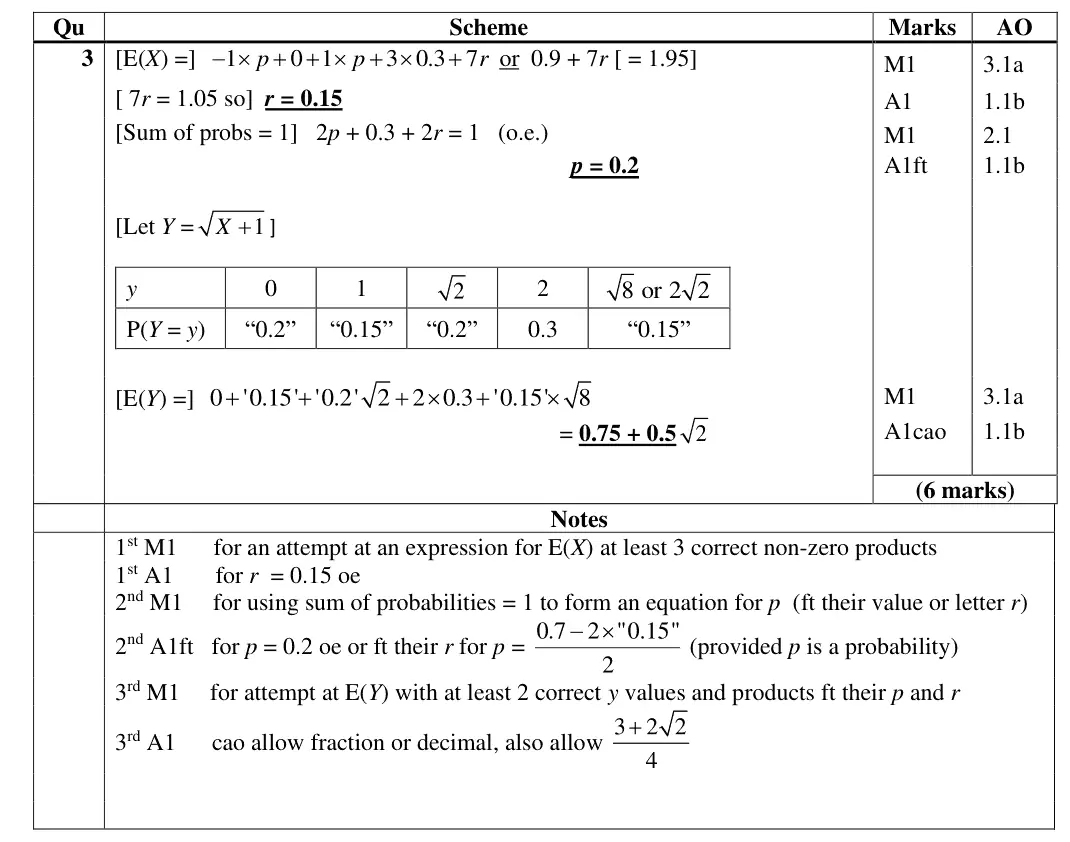 Qu Scheme Marks AO
3 [E(X) =] −1× p+0+1× p+3×0.3+7r or 0.9 + 7r [ = 1.95] M1 3.1a
[ 7r = 1.05 so] r = 0.15 A1 1.1b
[Sum of probs = 1] 2p + 0.3 + 2r = 1 (o.e.) M1 2.1
p = 0.2 A1ft 1.1b
[Let Y = √(X +1) ]
y 0 1 √2 2 √8 or 2√2
P(Y = y) “0.2” “0.15” “0.2” 0.3 “0.15”
[E(Y) =] 0+'0.15'+'0.2'√2+2×0.3+'0.15'×√8 M1 3.1a
= 0.75 + 0.5√2 A1cao 1.1b
(6 marks)
Notes
1st M1 for an attempt at an expression for E(X) at least 3 correct non-zero products
1st A1 for r = 0.15 oe
2nd M1 for using sum of probabilities = 1 to form an equation for p (ft their value or letter r)
2nd A1ft for p = 0.2 oe or ft their r for p = (0.7−2×"0.15")/2 (provided p is a probability)
3rd M1 for attempt at E(Y) with at least 2 correct y values and products ft their p and r
3rd A1 cao allow fraction or decimal, also allow (3+2√2)/4